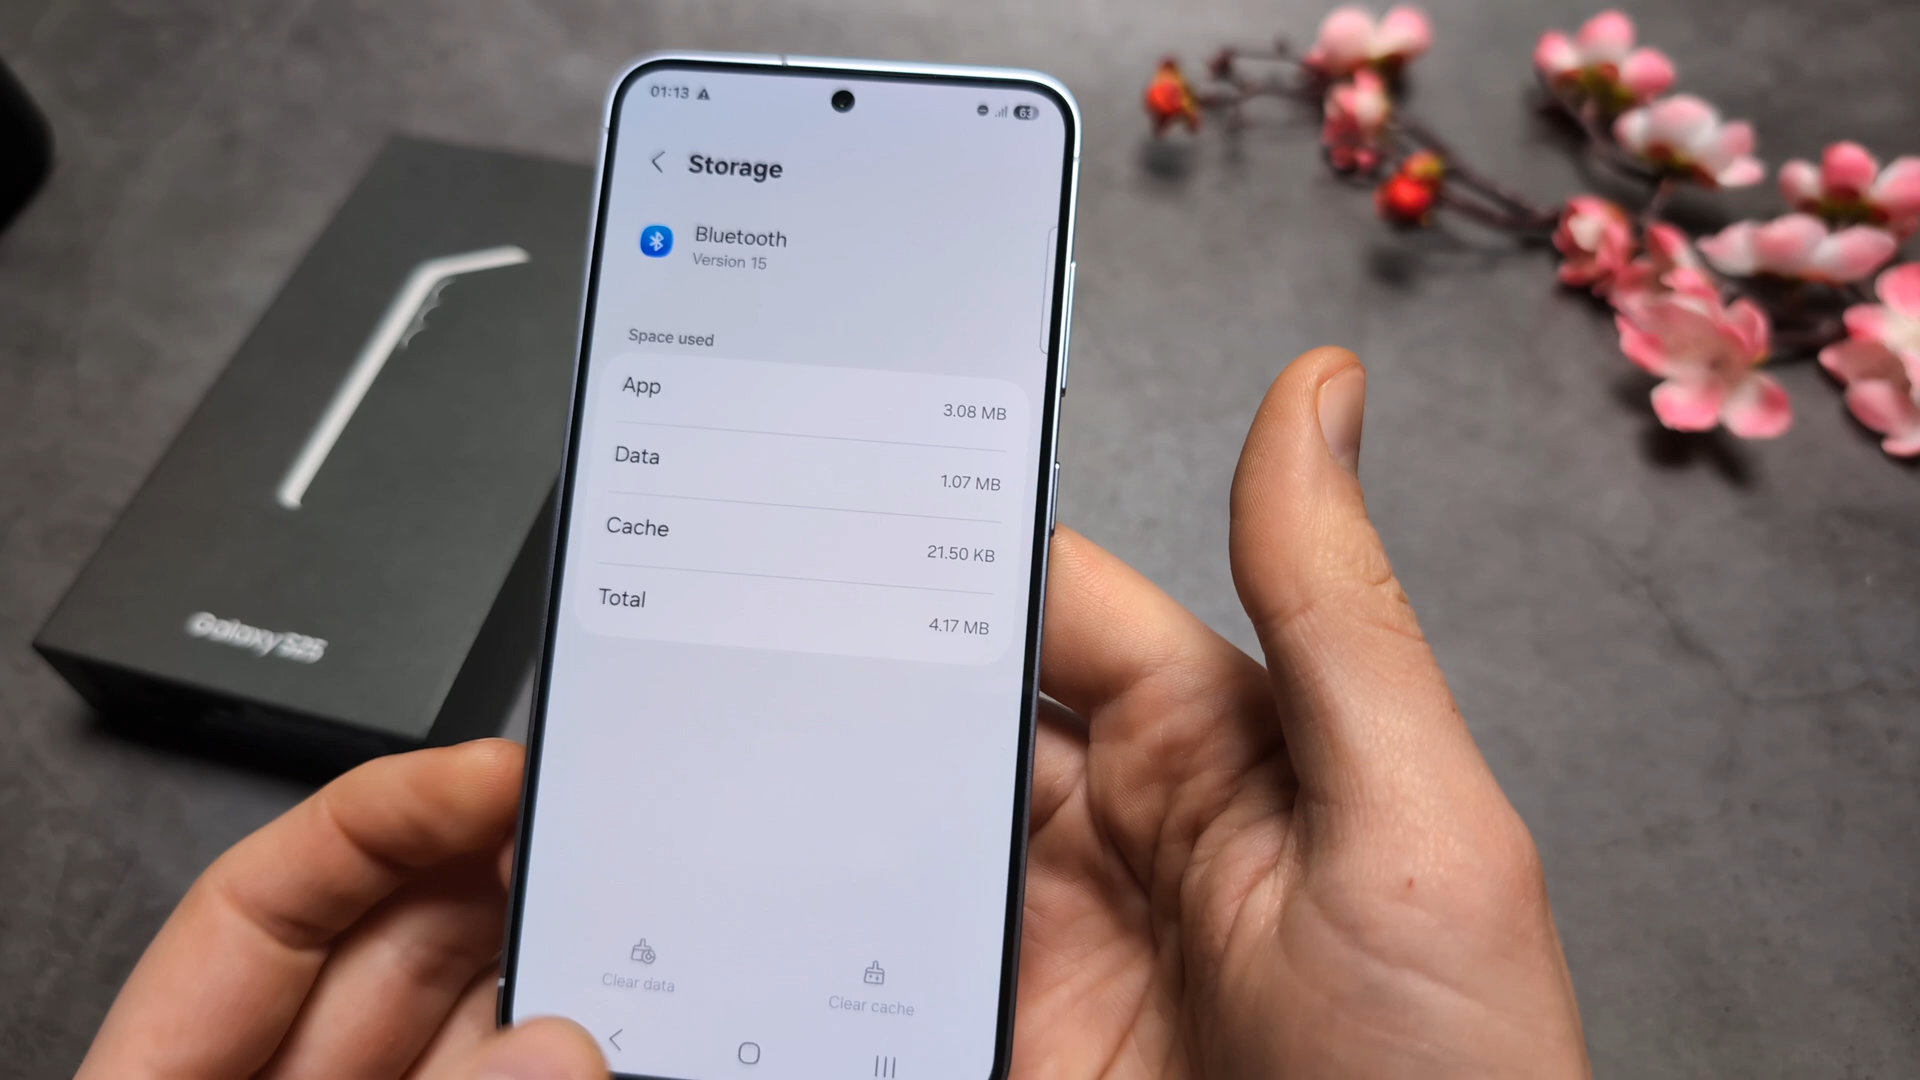 01:13
63
Storage
Bluetooth
Version 15
Space used
App
3.08 MB
Data
1.07 MB
Cache
21.50 KB
Total
4.17 MB
Clear data
Clear cache
Galaxy S25